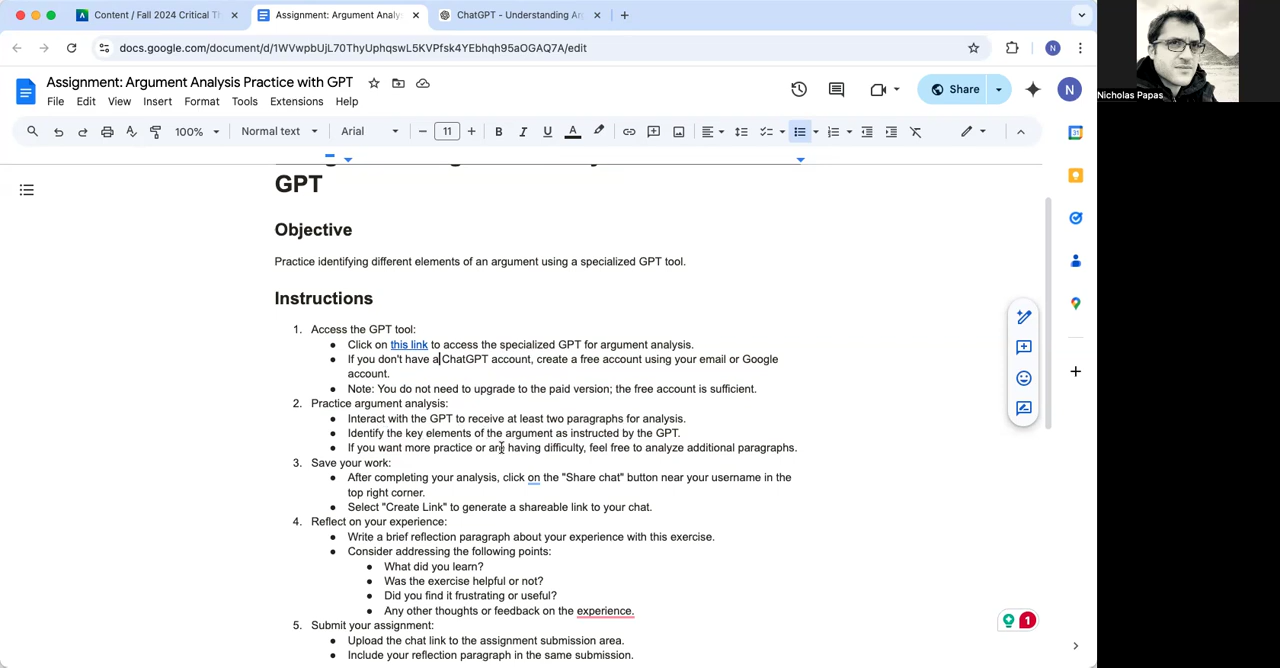 Content / Fall 2024 Critical Th
Assignment: Argument Analys
ChatGPT - Understanding Arg
docs.google.com/document/d/1WVwpbUjL70ThyUphqswL5KVPfsk4YEbhqh95aOGAQ7A/edit
N
Nicholas Papas
Assignment: Argument Analysis Practice with GPT
File Edit View Insert Format Tools Extensions Help
Share
N
100% Normal text Arial 11 B I U A
GPT
Objective
Practice identifying different elements of an argument using a specialized GPT tool.
Instructions
1. Access the GPT tool:
● Click on this link to access the specialized GPT for argument analysis.
● If you don't have a ChatGPT account, create a free account using your email or Google
account.
● Note: You do not need to upgrade to the paid version; the free account is sufficient.
2. Practice argument analysis:
● Interact with the GPT to receive at least two paragraphs for analysis.
● Identify the key elements of the argument as instructed by the GPT.
● If you want more practice or are having difficulty, feel free to analyze additional paragraphs.
3. Save your work:
● After completing your analysis, click on the "Share chat" button near your username in the
top right corner.
● Select "Create Link" to generate a shareable link to your chat.
4. Reflect on your experience:
● Write a brief reflection paragraph about your experience with this exercise.
● Consider addressing the following points:
● What did you learn?
● Was the exercise helpful or not?
● Did you find it frustrating or useful?
● Any other thoughts or feedback on the experience.
5. Submit your assignment:
● Upload the chat link to the assignment submission area.
● Include your reflection paragraph in the same submission.
31
1